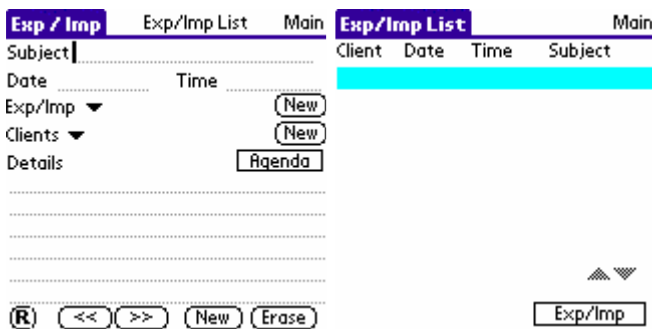 Exp / Imp Exp/Imp List Main
Subject
Date Time
Exp/Imp New
Clients New
Details Agenda
R << >> New Erase
Exp/Imp List Main
Client Date Time Subject
Exp/Imp